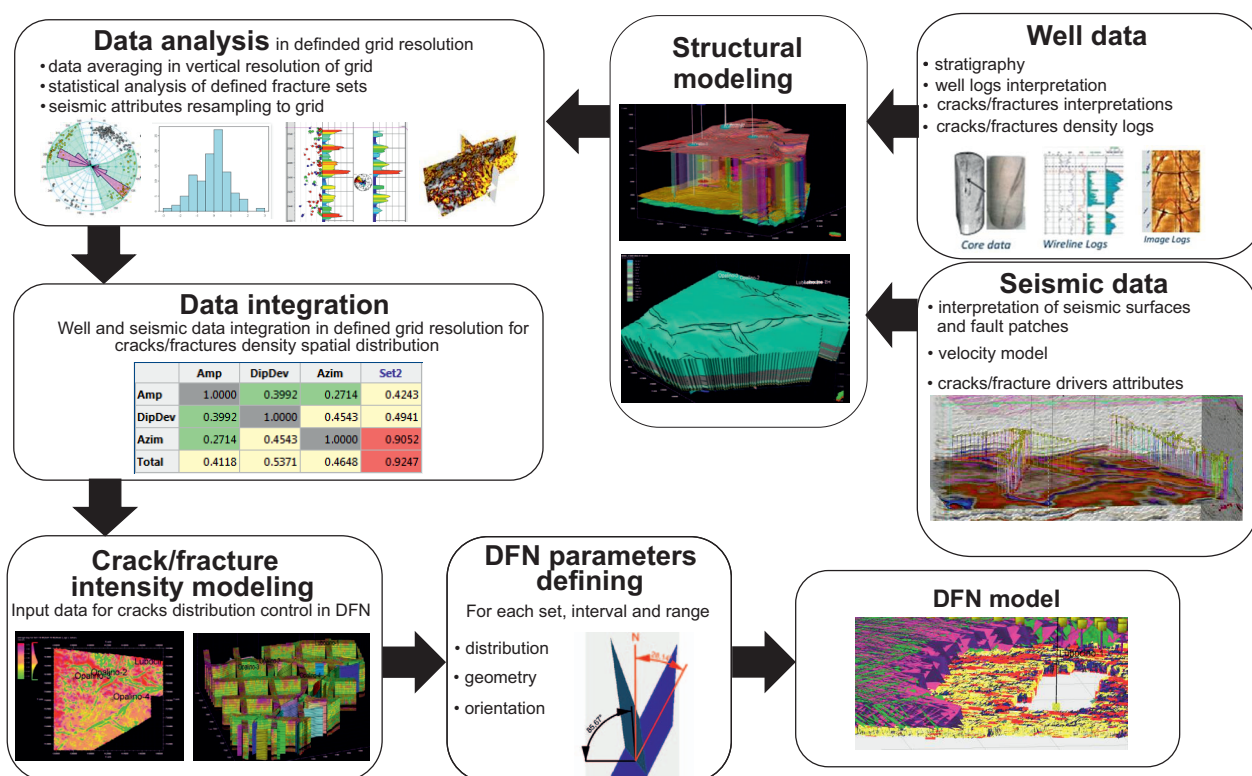 Data analysis in definded grid resolution
• data averaging in vertical resolution of grid
• statistical analysis of defined fracture sets
• seismic attributes resampling to grid
Structural
modeling
Well data
• stratigraphy
• well logs interpretation
• cracks/fractures interpretations
• cracks/fractures density logs
Core data
Wireline Logs
Image Logs
Seismic data
• interpretation of seismic surfaces
and fault patches
• velocity model
• cracks/fracture drivers attributes
Data integration
Well and seismic data integration in defined grid resolution for
cracks/fractures density spatial distribution
Amp DipDev Azim Set2
Amp 1.0000 0.3992 0.2714 0.4243
DipDev 0.3992 1.0000 0.4543 0.4941
Azim 0.2714 0.4543 1.0000 0.9052
Total 0.4118 0.5371 0.4648 0.9247
Crack/fracture
intensity modeling
Input data for cracks distribution control in DFN
Opalino-2
Opalino-4
DFN parameters
defining
For each set, interval and range
• distribution
• geometry
• orientation
N
85.67°
DFN model